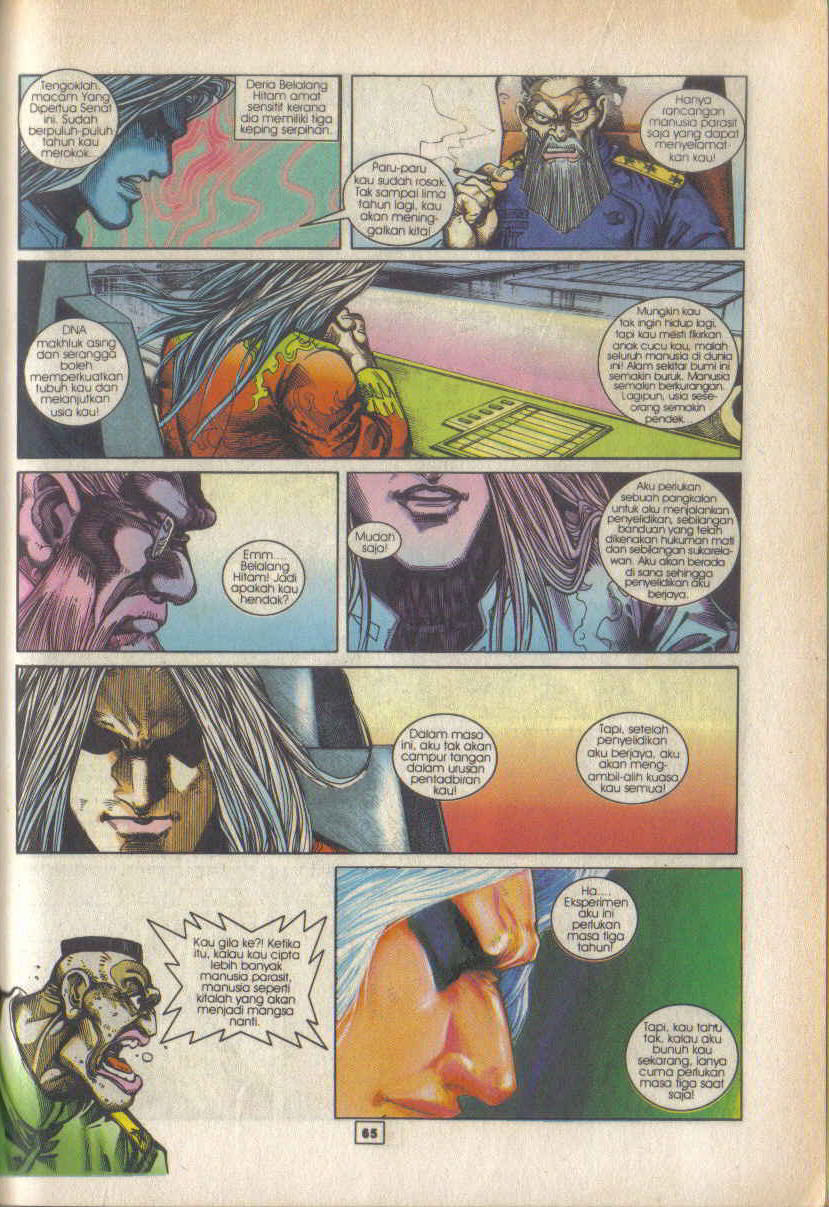 Tengoklah,
macam Yang
Dipertua Senat
ini. Sudah
berpuluh-puluh
tahun kau
merokok...
Deria Belalang
Hitam amat
sensitif kerana
dia memiliki tiga
keping serpihan.
Paru-paru
kau sudah rosak.
Tak sampai lima
tahun lagi, kau
akan mening-
galkan kita!
Hanya
rancangan
manusia parasit
saja yang dapat
menyelamat-
kan kau!
DNA
makhluk asing
dan serangga
boleh
memperkuatkan
tubuh kau dan
melanjutkan
usia kau!
Mungkin kau
tak ingin hidup lagi,
tapi kau mesti fikirkan
anak cucu kau, malah
seluruh manusia di dunia
ini! Alam sekitar bumi ini
semakin buruk. Manusia
semakin berkurangan.
Lagipun, usia sese-
orang semakin
pendek.
Emm....
Belalang
Hitam! Jadi
apakah kau
hendak?
Mudah
saja!
Aku perlukan
sebuah pangkalan
untuk aku menjalankan
penyelidikan, sebilangan
banduan yang telah
dikenakan hukuman mati
dan sebilangan sukarela-
wan. Aku akan berada
di sana sehingga
penyelidikan aku
berjaya.
Dalam masa
ini, aku tak akan
campur tangan
dalam urusan
pentadbiran
kau!
Tapi, setelah
penyelidikan
aku berjaya, aku
akan meng-
ambil-alih kuasa
kau semua!
Kau gila ke?! Ketika
itu, kalau kau cipta
lebih banyak
manusia parasit,
manusia seperti
kitalah yang akan
menjadi mangsa
nanti.
Ha....
Eksperimen
aku ini
perlukan
masa tiga
tahun!
Tapi, kau tahu
tak, kalau aku
bunuh kau
sekarang, ianya
cuma perlukan
masa tiga saat
saja!
65